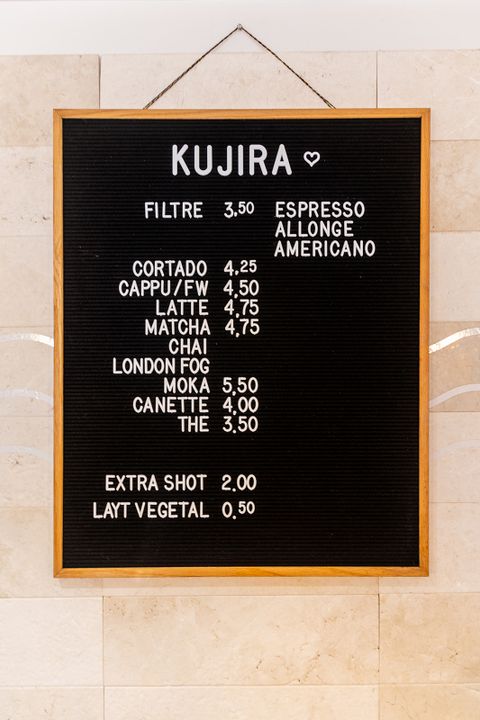 KUJIRA ♡
FILTRE 3.50 ESPRESSO
ALLONGE
AMERICANO
CORTADO 4.25
CAPPU/FW 4.50
LATTE 4.75
MATCHA 4.75
CHAI
LONDON FOG
MOKA 5.50
CANETTE 4.00
THE 3.50
EXTRA SHOT 2.00
LAYT VEGETAL 0.50